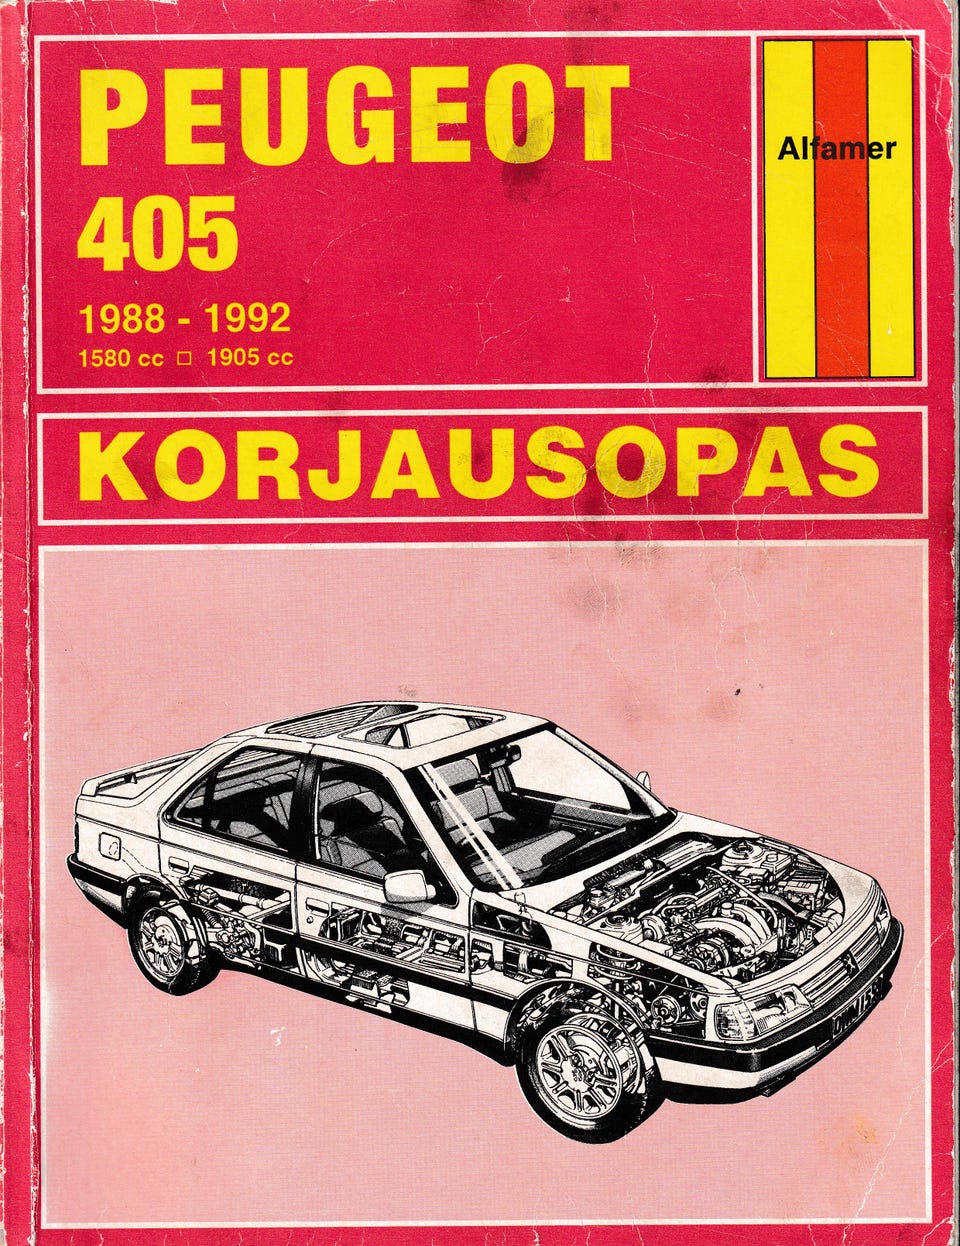 PEUGEOT
405
1988 - 1992
1580 cc □ 1905 cc
Alfamer
KORJAUSOPAS